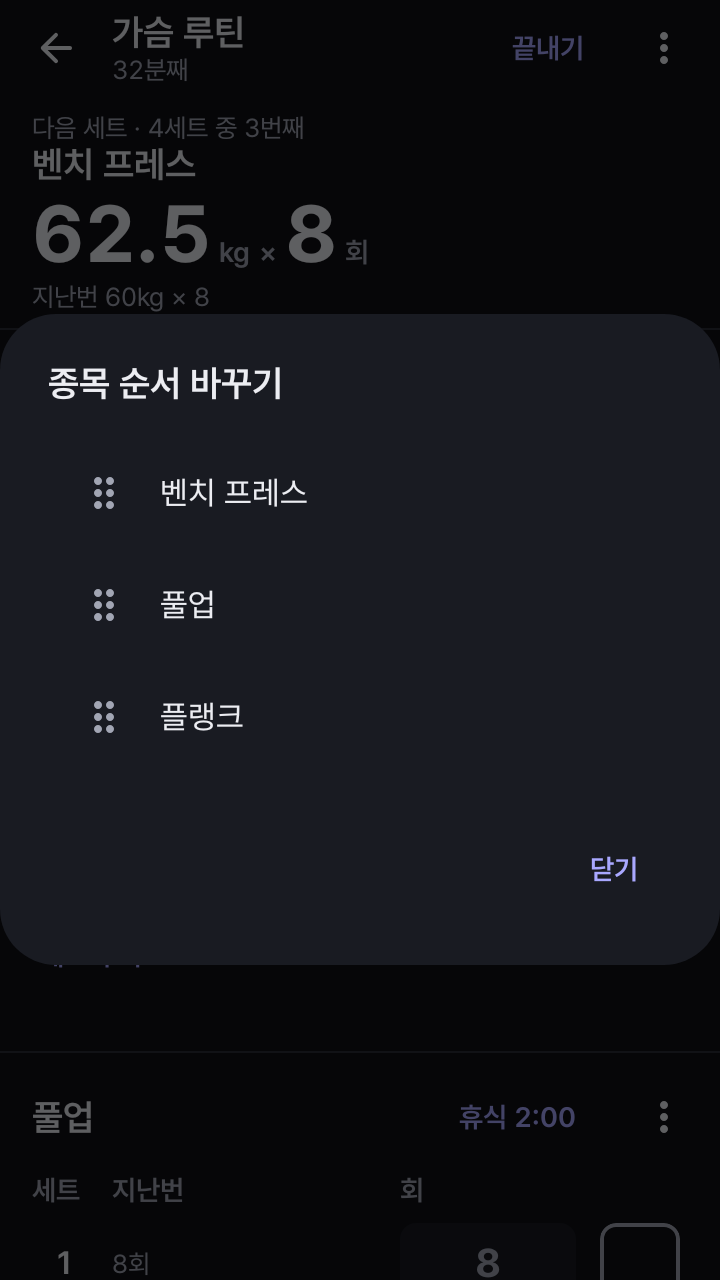 가슴 루틴
32분째
끝내기
다음 세트 · 4세트 중 3번째
벤치 프레스
62.5 kg × 8 회
지난번 60kg × 8
종목 순서 바꾸기
벤치 프레스
풀업
플랭크
닫기
풀업
휴식 2:00
세트 지난번 회
1 8회 8